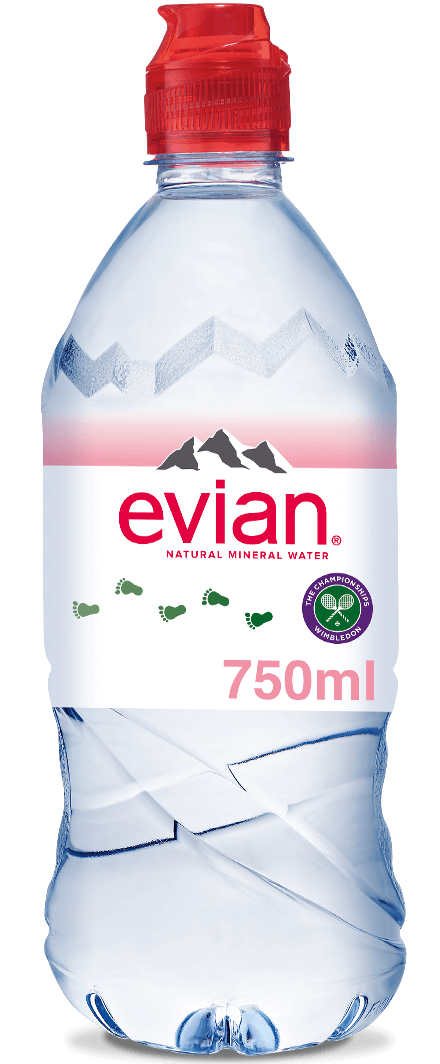 evian®
NATURAL MINERAL WATER
THE CHAMPIONSHIPS
WIMBLEDON
750ml